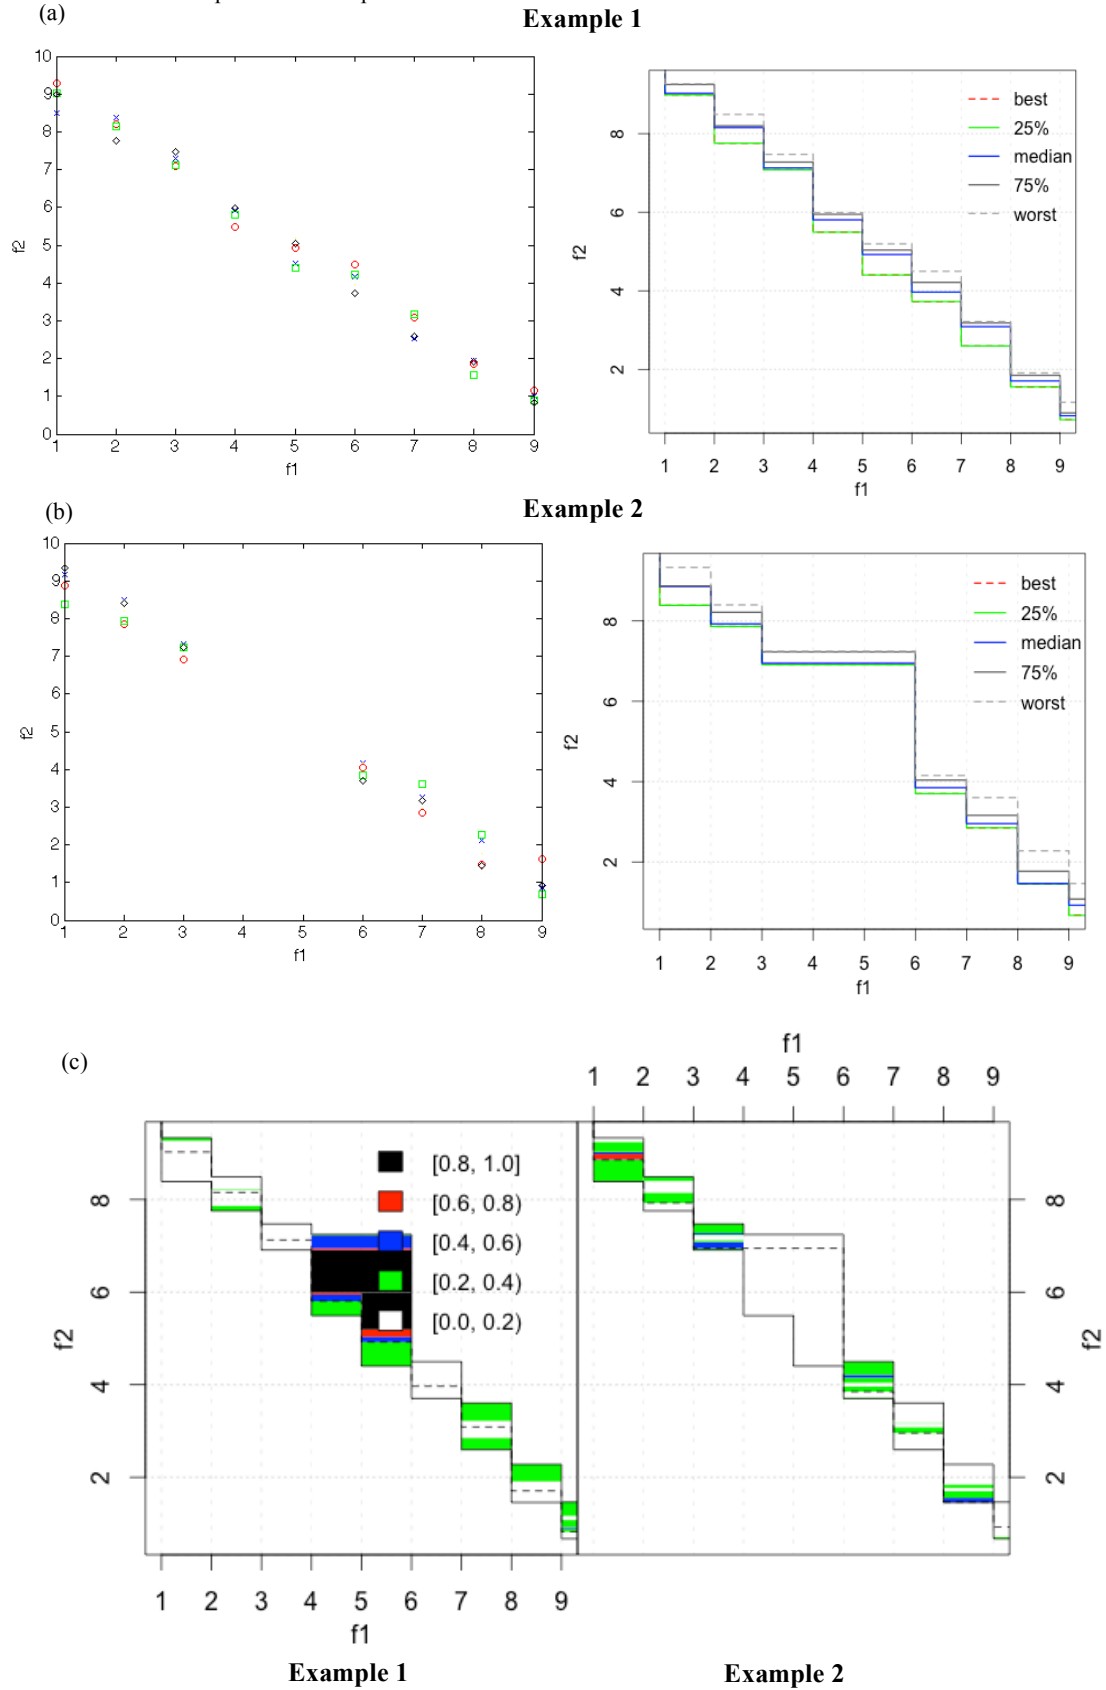 (a)
Example 1
10
9
8
7
6
5
4
3
2
1
0
f2
1 2 3 4 5 6 7 8 9
f1
best
25%
median
75%
worst
8
6
4
2
f2
1 2 3 4 5 6 7 8 9
f1
(b)
Example 2
10
9
8
7
6
5
4
3
2
1
0
f2
1 2 3 4 5 6 7 8 9
f1
best
25%
median
75%
worst
8
6
4
2
f2
1 2 3 4 5 6 7 8 9
f1
(c)
f1
1 2 3 4 5 6 7 8 9
[0.8, 1.0]
[0.6, 0.8)
[0.4, 0.6)
[0.2, 0.4)
[0.0, 0.2)
8
6
4
2
f2
8
6
4
2
f2
1 2 3 4 5 6 7 8 9
f1
Example 1
Example 2